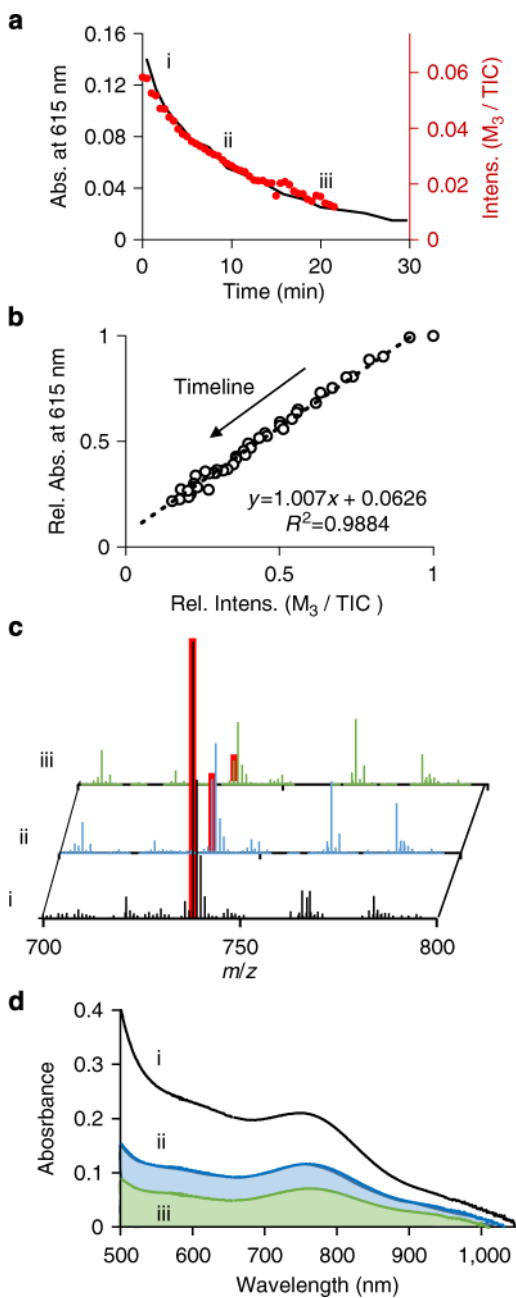 a
0.16
0.12
0.08
0.04
0
Abs. at 615 nm
i
ii
iii
0.06
0.04
0.02
0
Intens. (M3 / TIC)
0
10
20
30
Time (min)
b
1
0.5
0
Rel. Abs. at 615 nm
Timeline
y=1.007x + 0.0626
R²=0.9884
0
0.5
1
Rel. Intens. (M3 / TIC )
c
iii
ii
i
700
750
800
m/z
d
0.4
0.3
0.2
0.1
0
Abosrbance
i
ii
iii
500
600
700
800
900
1,000
Wavelength (nm)